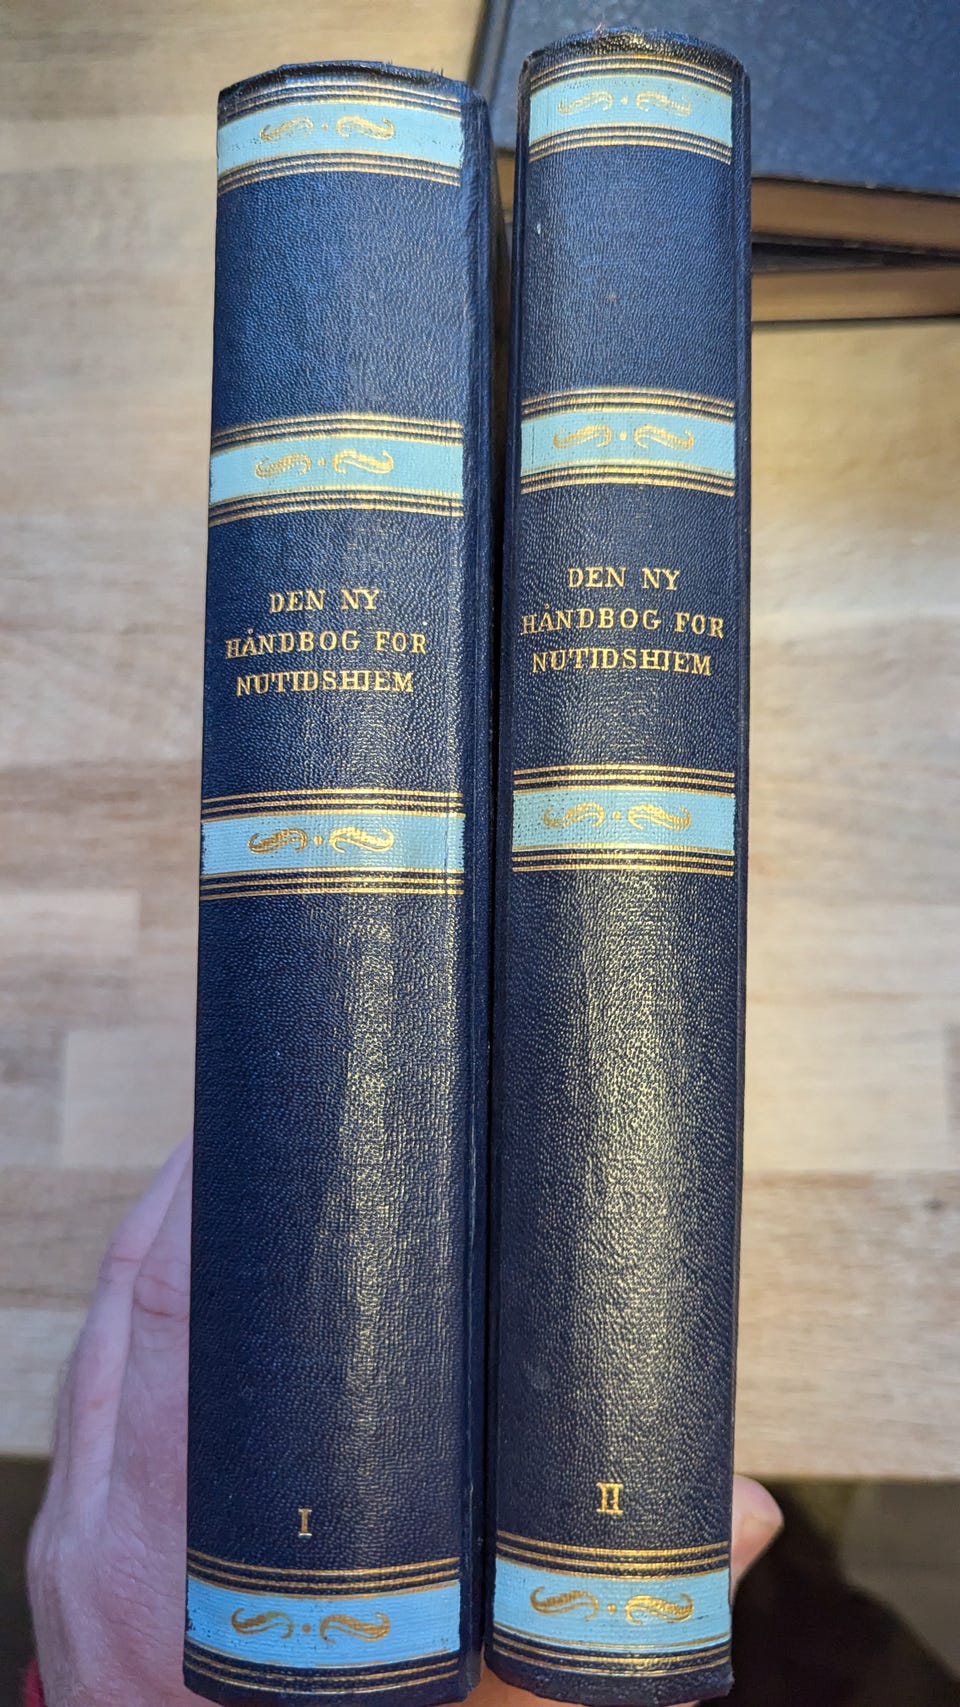 DEN NY
HÅNDBOG FOR
NUTIDSHJEM
I
DEN NY
HÅNDBOG FOR
NUTIDSHJEM
II